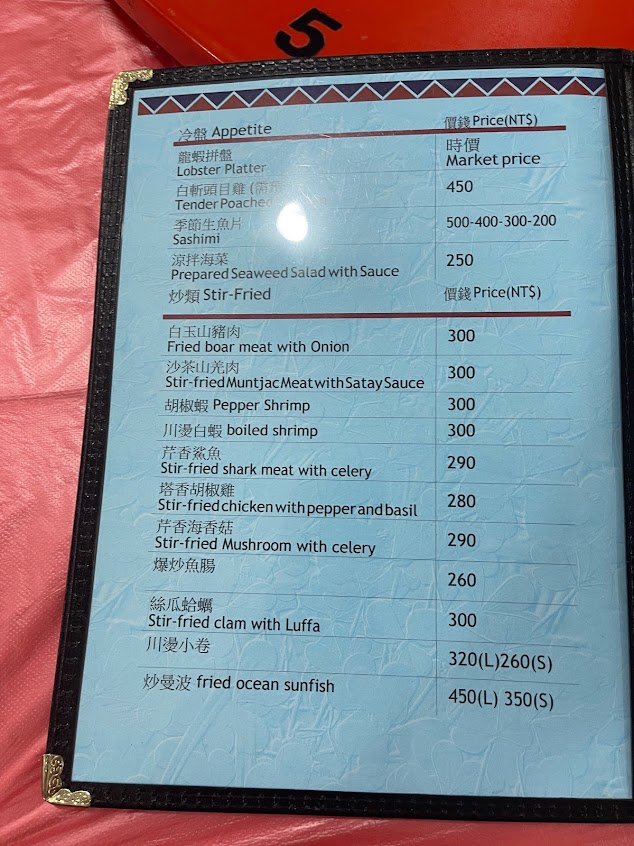 5
冷盤 Appetite 價錢 Price(NT$)
龍蝦拼盤 時價
Lobster Platter Market price
白斬頭目雞 450
Tender Poached
季節生魚片 500-400-300-200
Sashimi
涼拌海菜 250
Prepared Seaweed Salad with Sauce
炒類 Stir-Fried 價錢 Price(NT$)
白玉山豬肉 300
Fried boar meat with Onion
沙茶山羌肉 300
Stir-fried Muntjac Meat with Satay Sauce
胡椒蝦 Pepper Shrimp 300
川燙白蝦 boiled shrimp 300
芹香鯊魚 290
Stir-fried shark meat with celery
塔香胡椒雞 280
Stir-fried chicken with pepper and basil
芹香海香菇 290
Stir-fried Mushroom with celery
爆炒魚腸 260
絲瓜蛤蠣 300
Stir-fried clam with Luffa
川燙小卷 320(L)260(S)
炒曼波 fried ocean sunfish 450(L) 350(S)